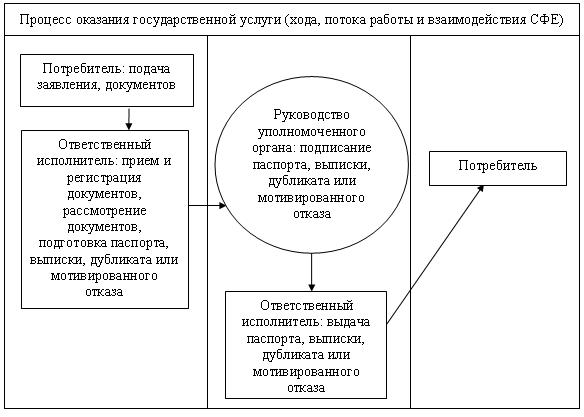 Процесс оказания государственной услуги (хода, потока работы и взаимодействия СФЕ)
Потребитель: подача
заявления, документов
Ответственный
исполнитель: прием и
регистрация
документов,
рассмотрение
документов,
подготовка паспорта,
выписки, дубликата или
мотивированного
отказа
Руководство
уполномоченного
органа: подписание
паспорта, выписки,
дубликата или
мотивированного
отказа
Ответственный
исполнитель: выдача
паспорта, выписки,
дубликата или
мотивированного
отказа
Потребитель